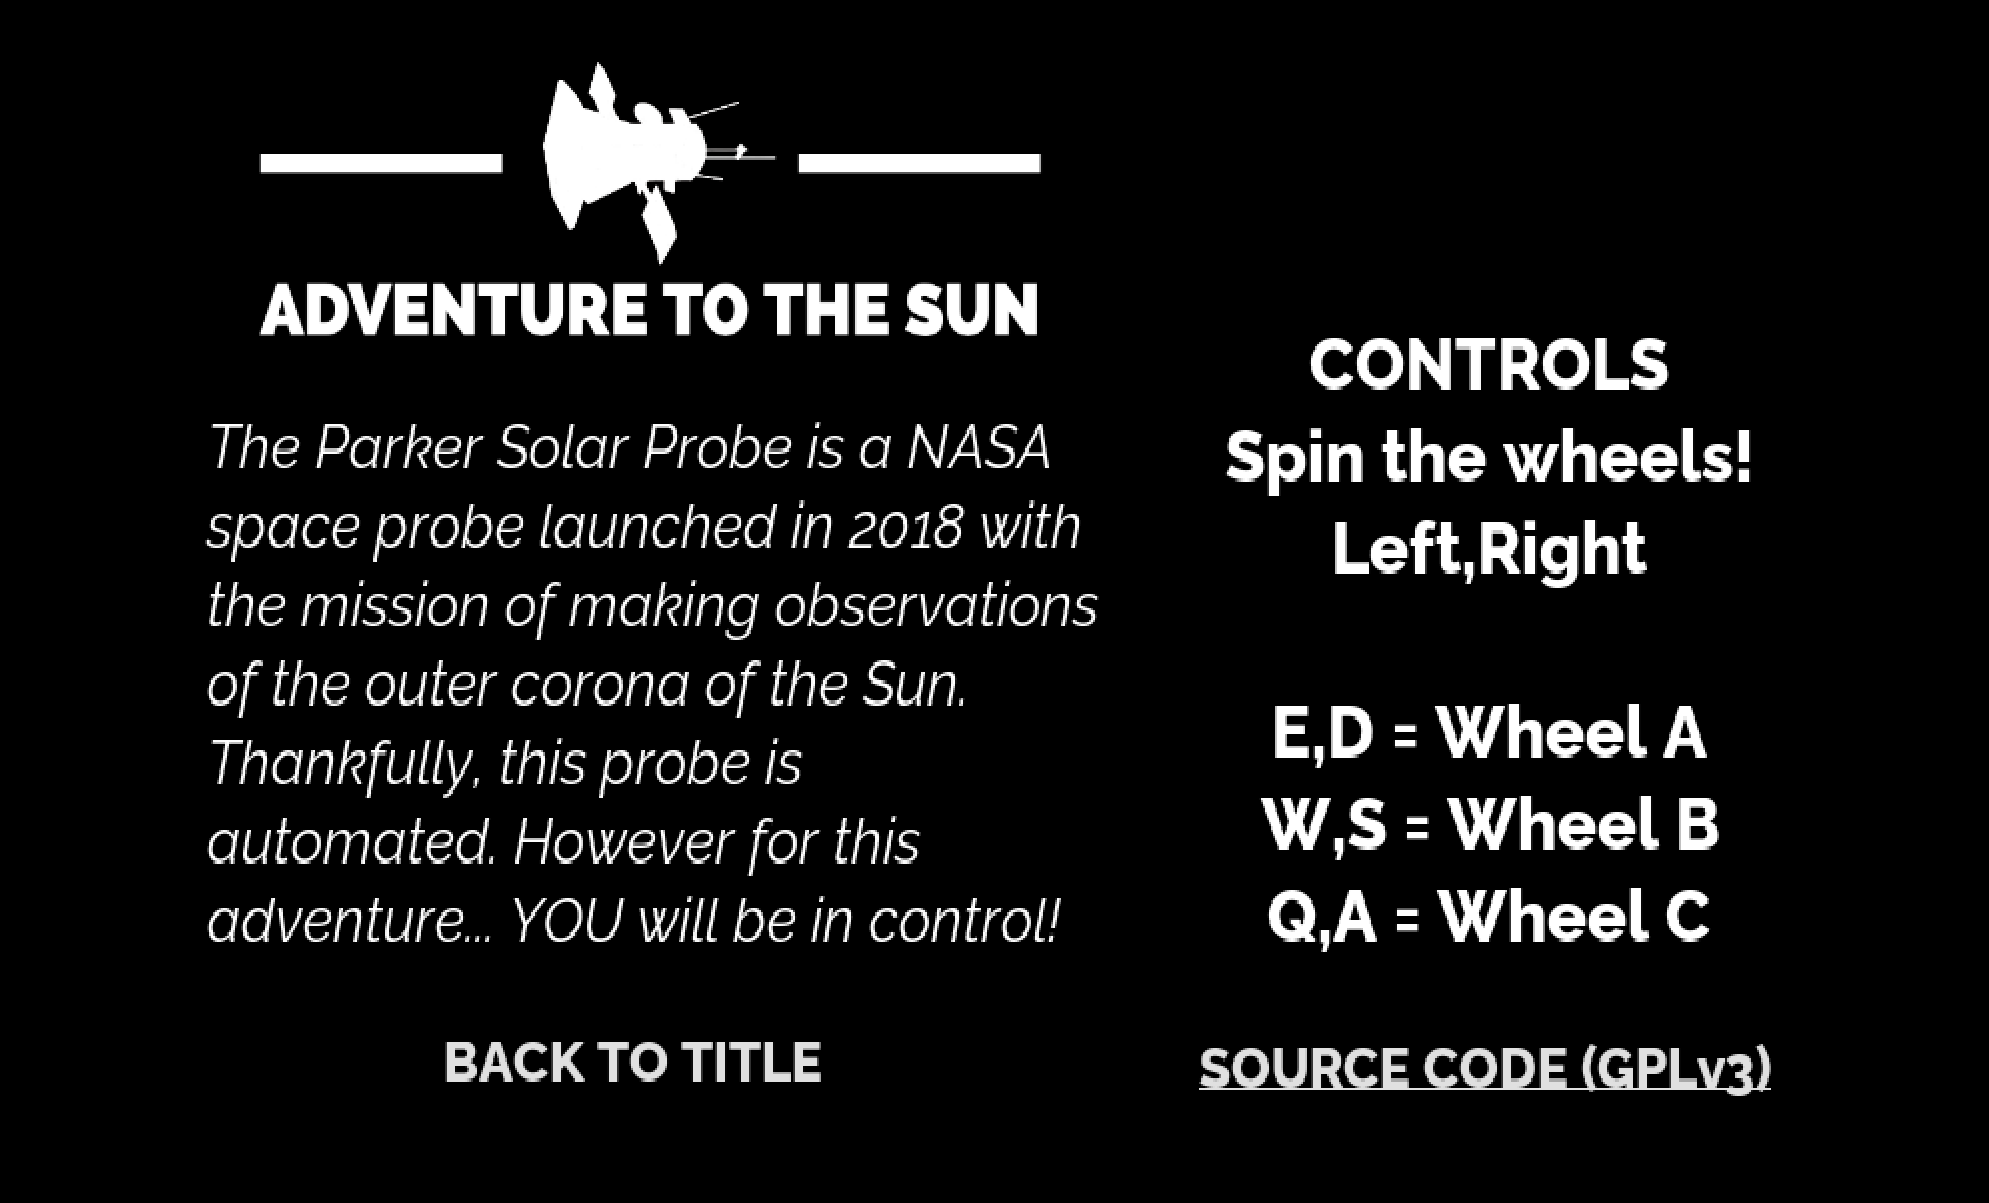 ADVENTURE TO THE SUN
The Parker Solar Probe is a NASA
space probe launched in 2018 with
the mission of making observations
of the outer corona of the Sun.
Thankfully, this probe is
automated. However for this
adventure... YOU will be in control!
BACK TO TITLE
CONTROLS
Spin the wheels!
Left,Right
E,D = Wheel A
W,S = Wheel B
Q,A = Wheel C
SOURCE CODE (GPLv3)